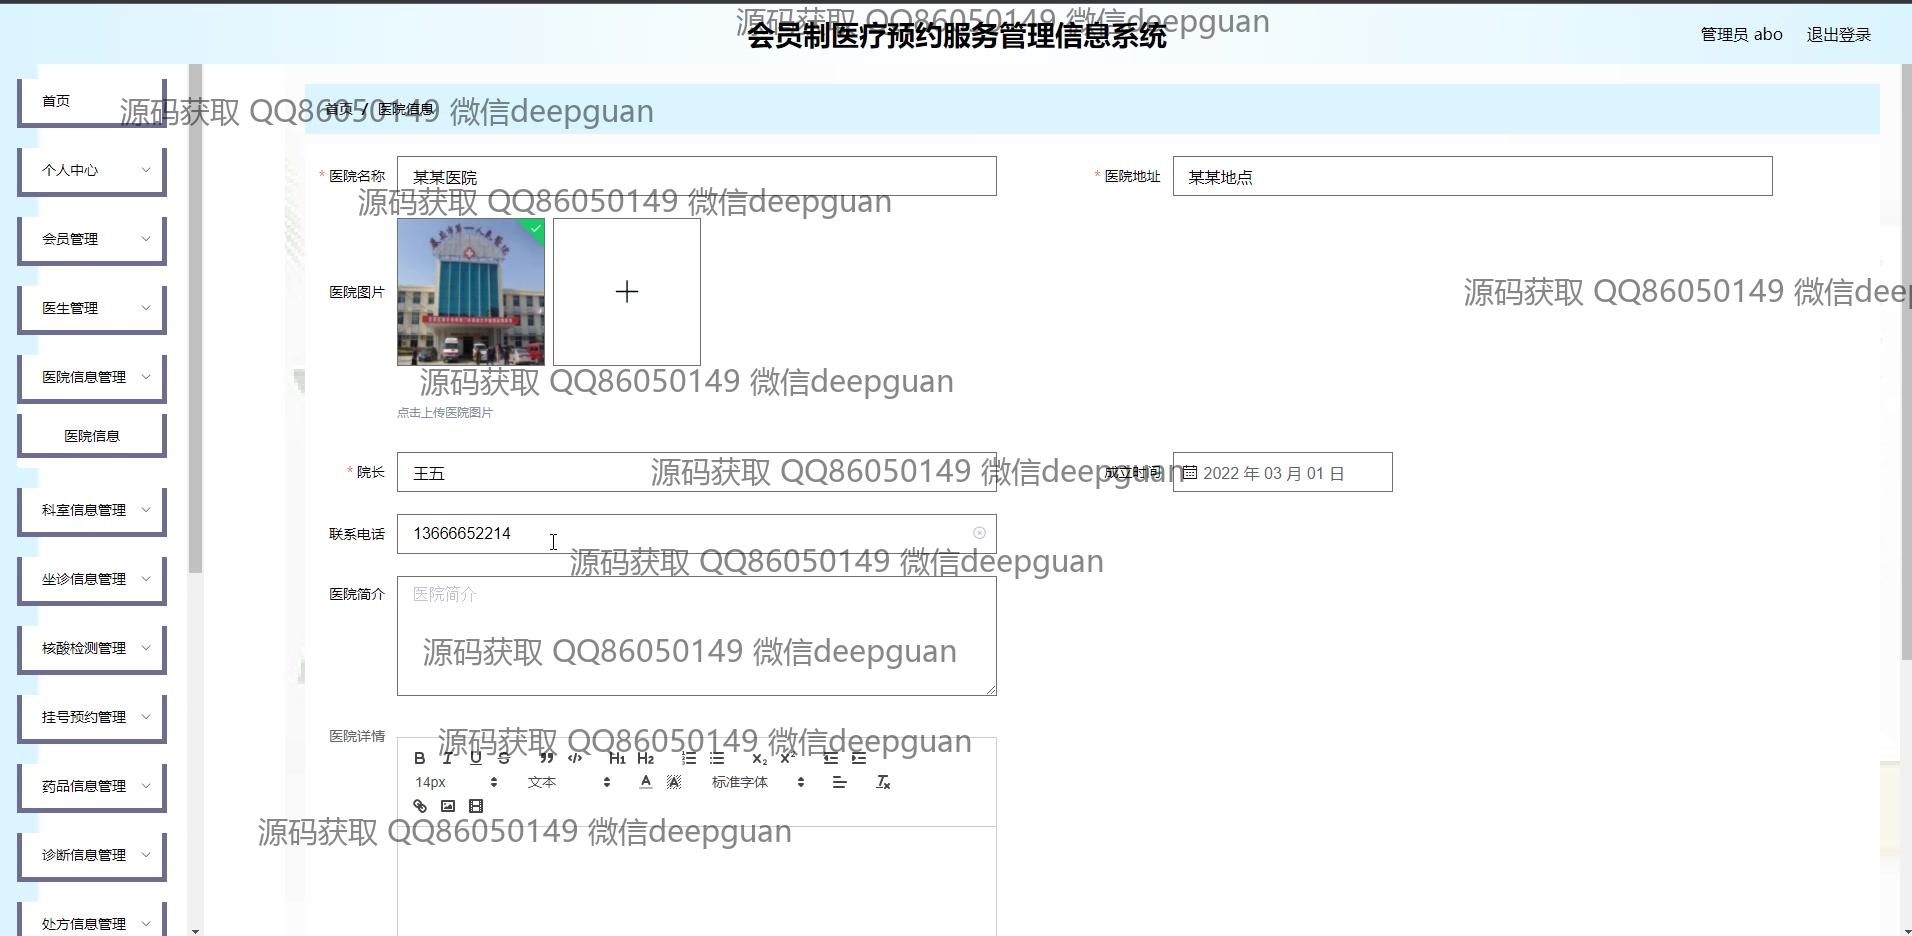 源码获取 QQ86050149 微信deepguan
会员制医疗预约服务管理信息系统
管理员 abo
退出登录
首页
源码获取 QQ86050149 微信deepguan
首页 / 医院信息
个人中心
* 医院名称
某某医院
* 医院地址
某某地点
源码获取 QQ86050149 微信deepguan
会员管理
医院图片
源码获取 QQ86050149 微信dee
医生管理
医院信息管理
源码获取 QQ86050149 微信deepguan
点击上传医院图片
医院信息
* 院长
王五
源码获取 QQ86050149 微信deepguan
成立时间
2022 年 03 月 01 日
科室信息管理
联系电话
13666652214
源码获取 QQ86050149 微信deepguan
坐诊信息管理
医院简介
医院简介
核酸检测管理
源码获取 QQ86050149 微信deepguan
挂号预约管理
医院详情
源码获取 QQ86050149 微信deepguan
B I U S ” </> H1 H2 x₂ x²
14px
文本
A A
标准字体
Tx
药品信息管理
源码获取 QQ86050149 微信deepguan
诊断信息管理
处方信息管理